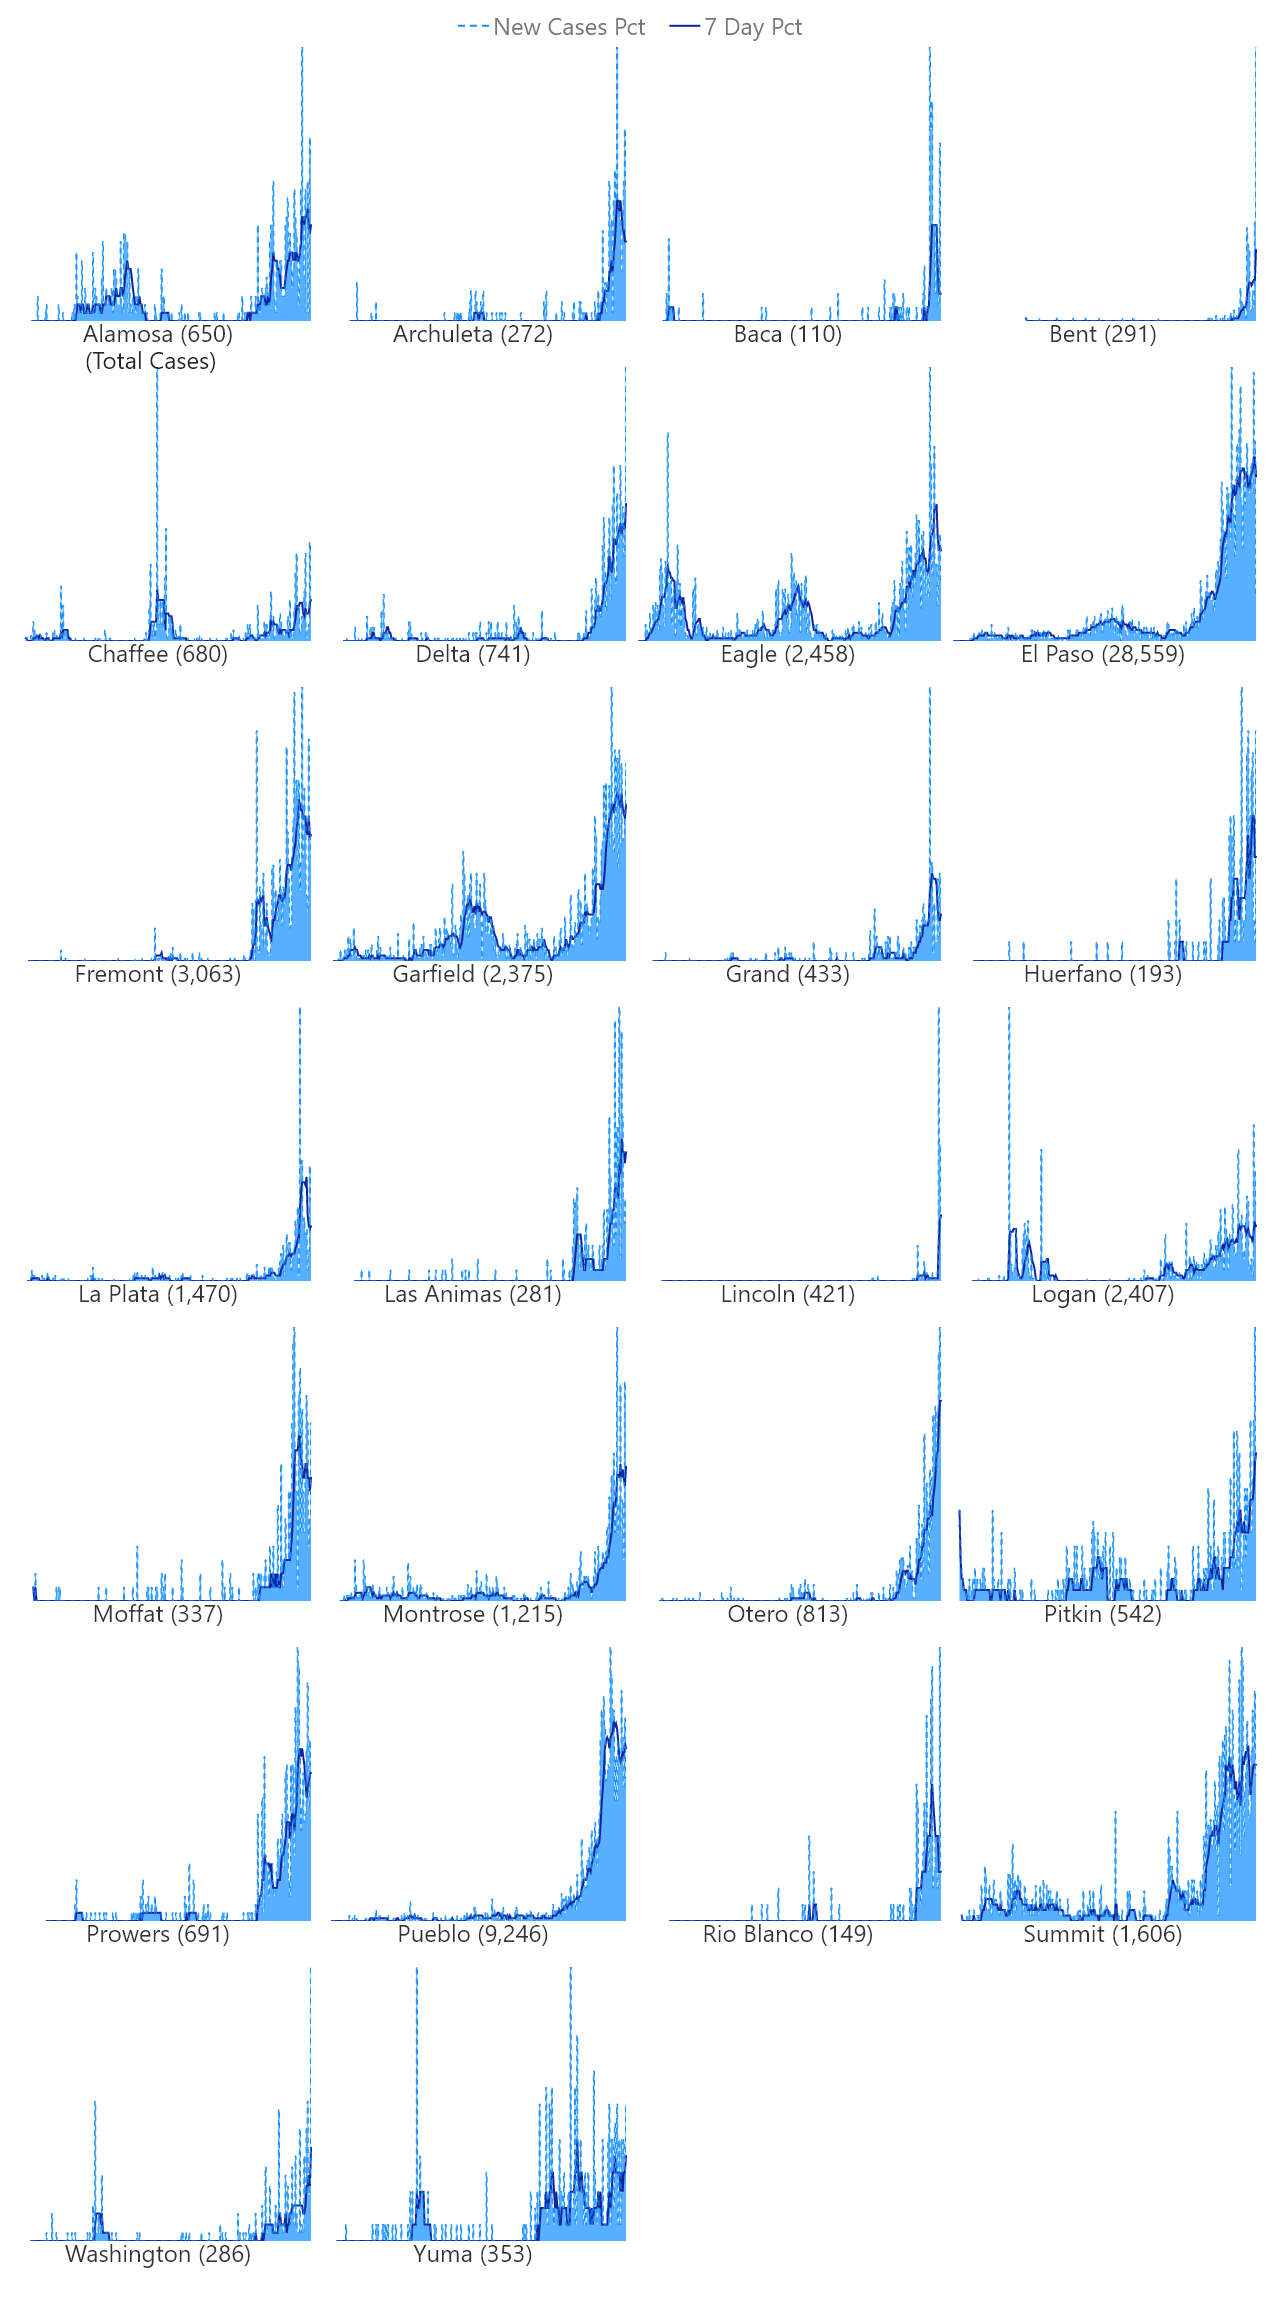 New Cases Pct 7 Day Pct
Alamosa (650) Archuleta (272) Baca (110) Bent (291)
(Total Cases)
Chaffee (680) Delta (741) Eagle (2,458) El Paso (28,559)
Fremont (3,063) Garfield (2,375) Grand (433) Huerfano (193)
La Plata (1,470) Las Animas (281) Lincoln (421) Logan (2,407)
Moffat (337) Montrose (1,215) Otero (813) Pitkin (542)
Prowers (691) Pueblo (9,246) Rio Blanco (149) Summit (1,606)
Washington (286) Yuma (353)